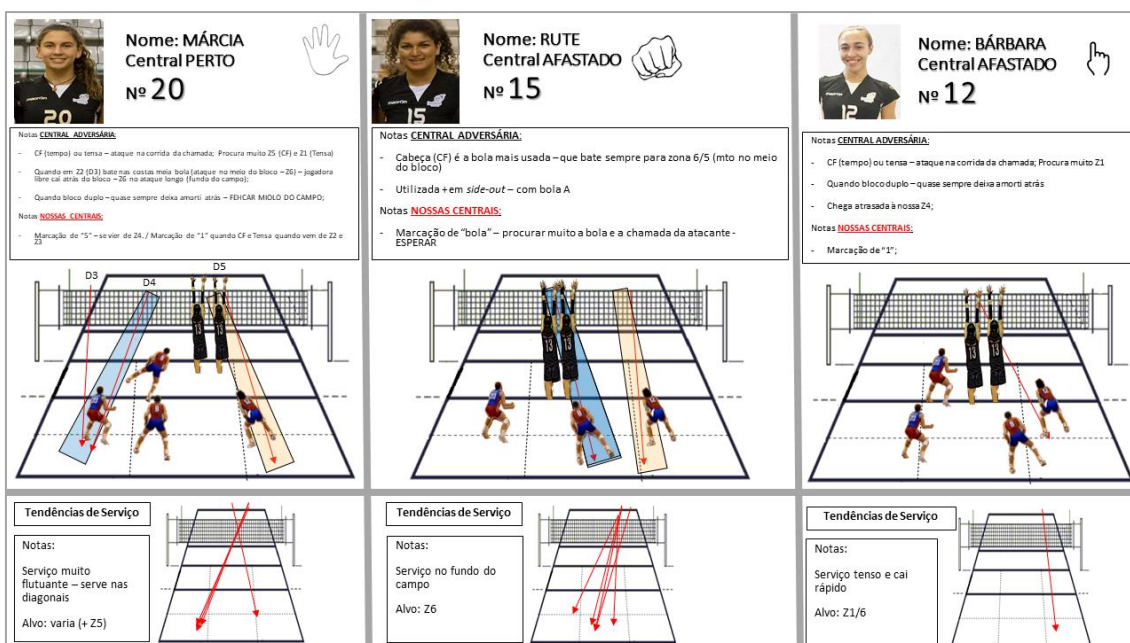 Nome: MÁRCIA
Central PERTO
Nº 20
20
Notas CENTRAL ADVERSÁRIA:
- CF (tempo) ou tensa – ataque na corrida da chamada; Procura muito Z5 (CF) e Z1 (Tensa)
- Quando em Z2 (D3) bate nas costas meia bola (ataque no meio do bloco – Z6) – jogadora
libre cai atrás do bloco – Z6 no ataque longo (fundo do campo);
- Quando bloco duplo – quase sempre deixa amorti atrás – FEHCAR MIOLO DO CAMPO;
Notas NOSSAS CENTRAIS:
- Marcação de "5" – se vier de Z4. / Marcação de "1" quando CF e Tensa quando vem de Z2 e
Z3
D3
D4
D5
Tendências de Serviço
Notas:
Serviço muito
flutuante – serve nas
diagonais
Alvo: varia (+ Z5)
Nome: RUTE
Central AFASTADO
Nº 15
15
Notas CENTRAL ADVERSÁRIA:
- Cabeça (CF) é a bola mais usada – que bate sempre para zona 6/5 (mto no meio
do bloco)
- Utilizada + em side-out – com bola A
Notas NOSSAS CENTRAIS:
- Marcação de "bola" – procurar muito a bola e a chamada da atacante -
ESPERAR
13
13
Tendências de Serviço
Notas:
Serviço no fundo do
campo
Alvo: Z6
Nome: BÁRBARA
Central AFASTADO
Nº 12
12
Notas CENTRAL ADVERSÁRIA:
- CF (tempo) ou tensa – ataque na corrida da chamada; Procura muito Z1
- Quando bloco duplo – quase sempre deixa amorti atrás
- Chega atrasada à nossa Z4;
Notas NOSSAS CENTRAIS:
- Marcação de "1";
13
13
Tendências de Serviço
Notas:
Serviço tenso e cai
rápido
Alvo: Z1/6